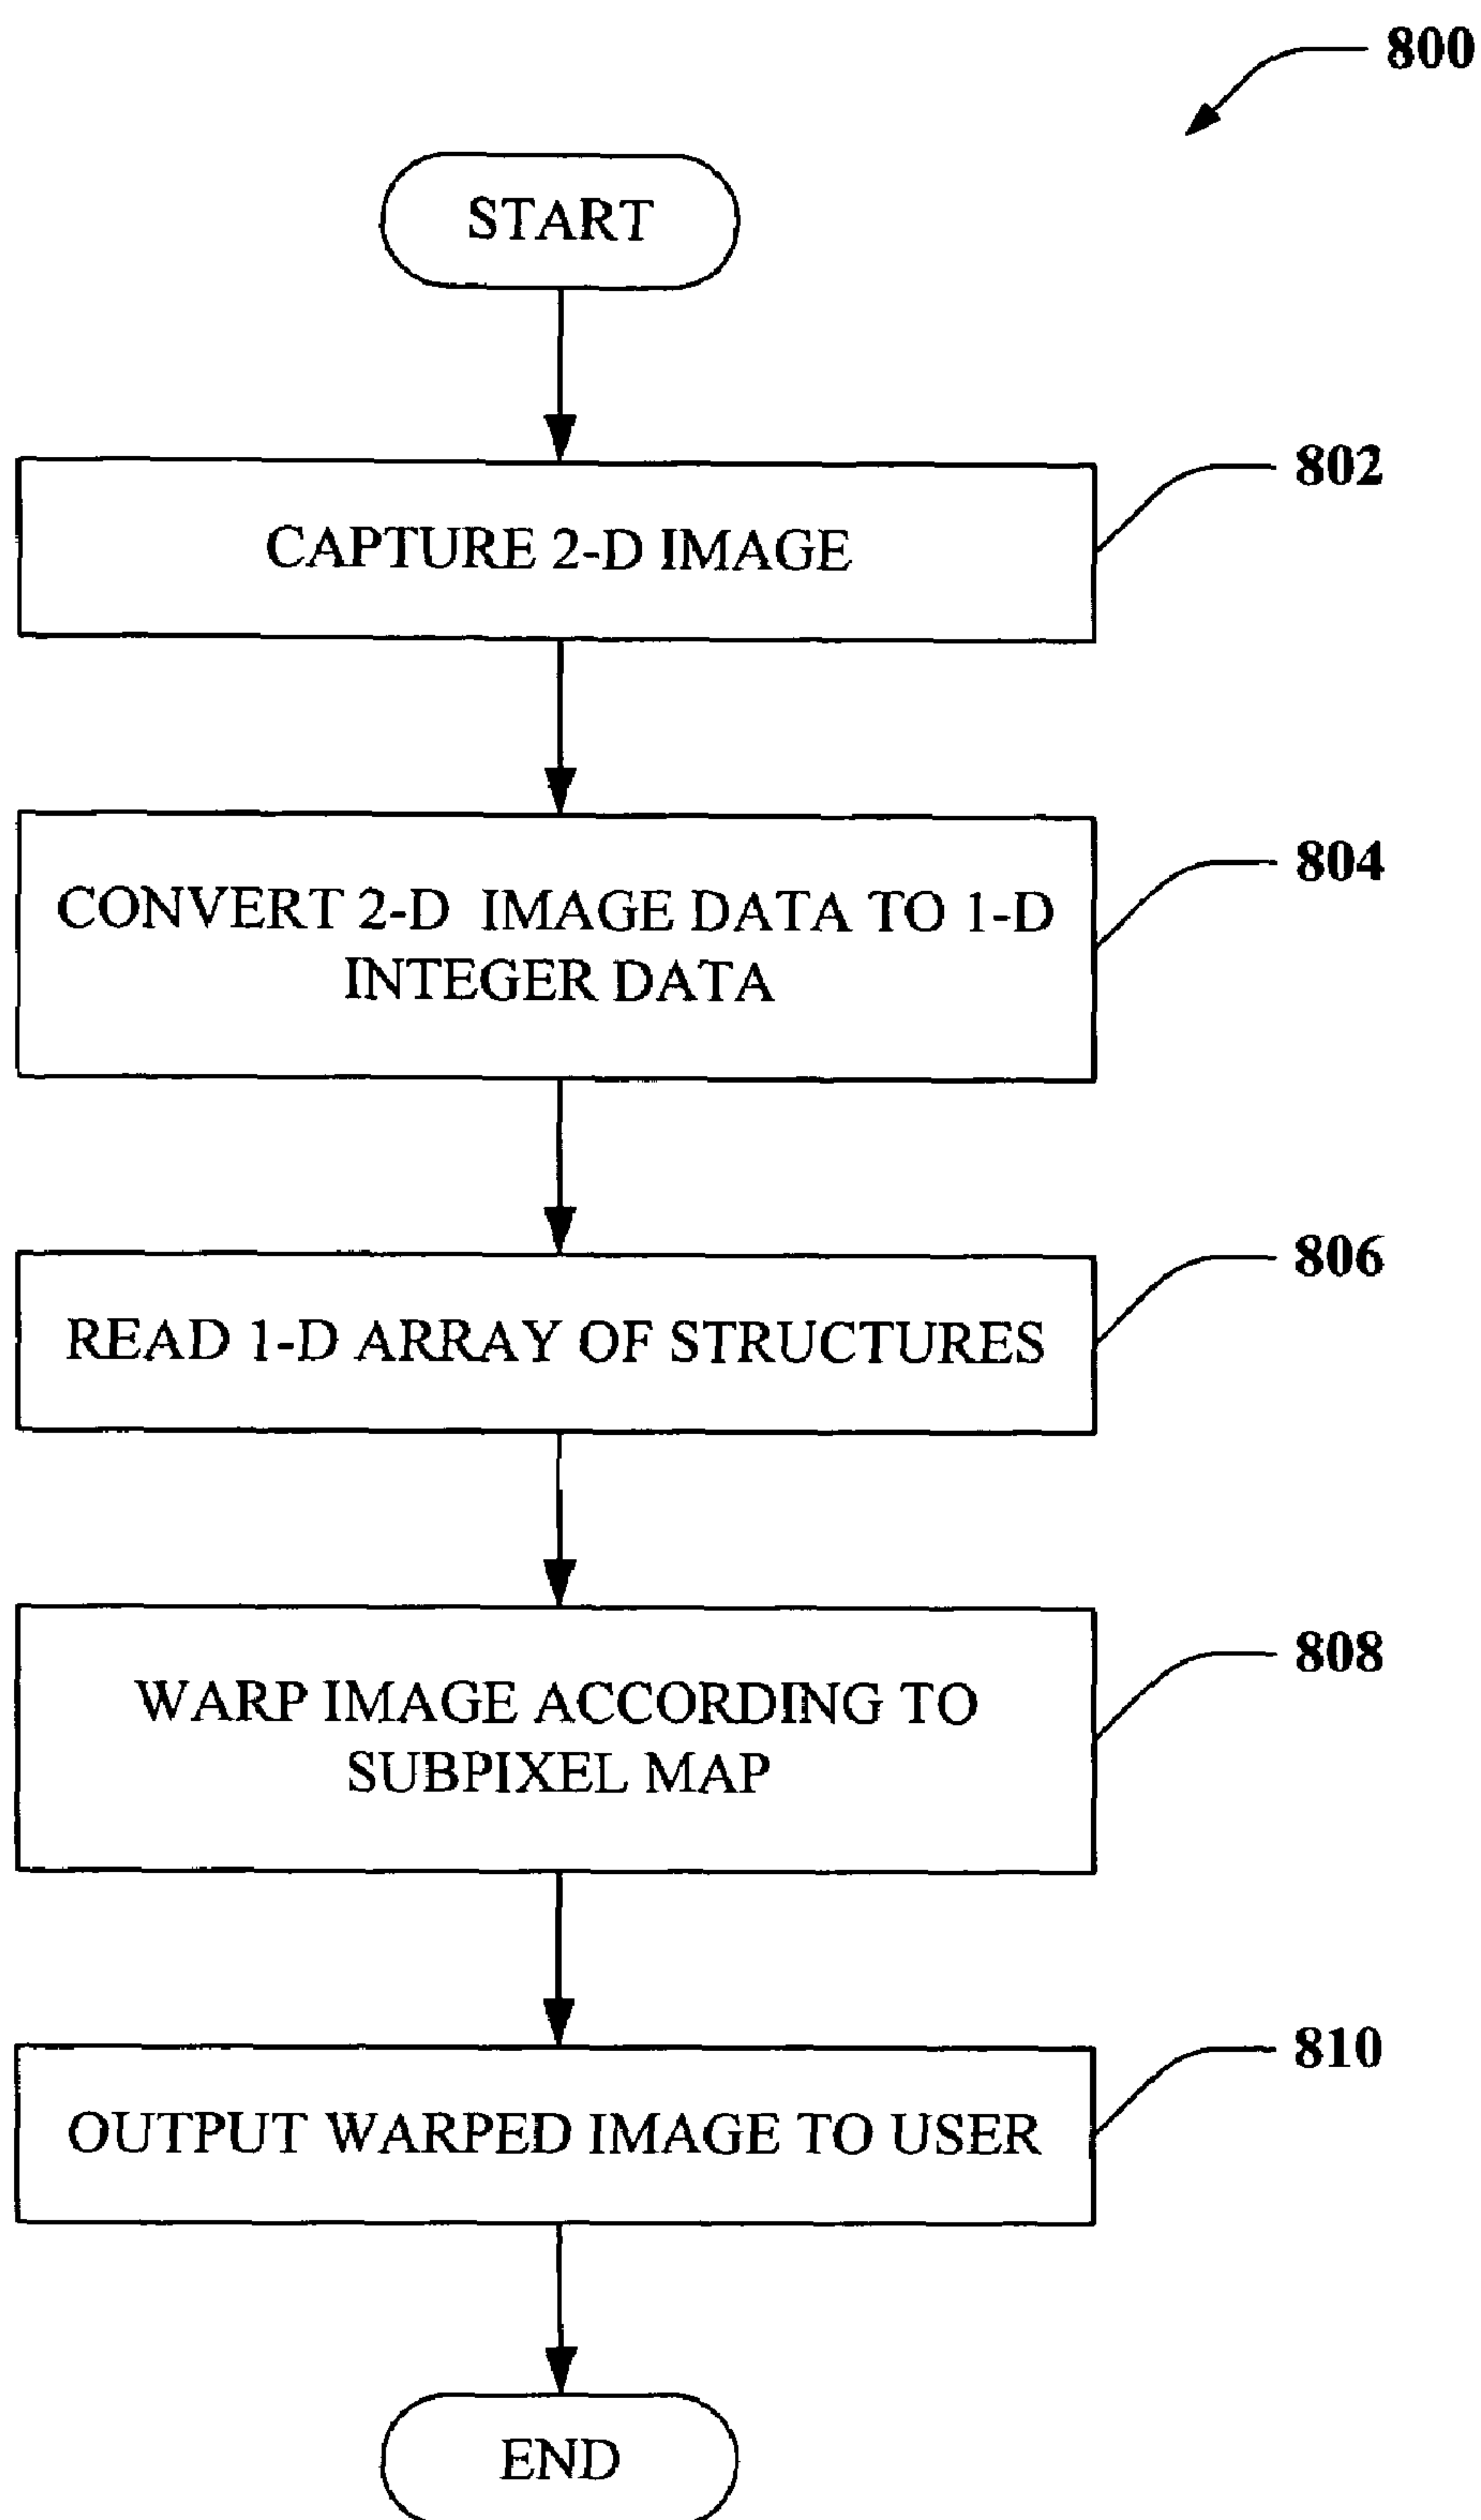 800
START
802
CAPTURE 2-D IMAGE
804
CONVERT 2-D IMAGE DATA TO 1-D
INTEGER DATA
806
READ 1-D ARRAY OF STRUCTURES
808
WARP IMAGE ACCORDING TO
SUBPIXEL MAP
810
OUTPUT WARPED IMAGE TO USER
END